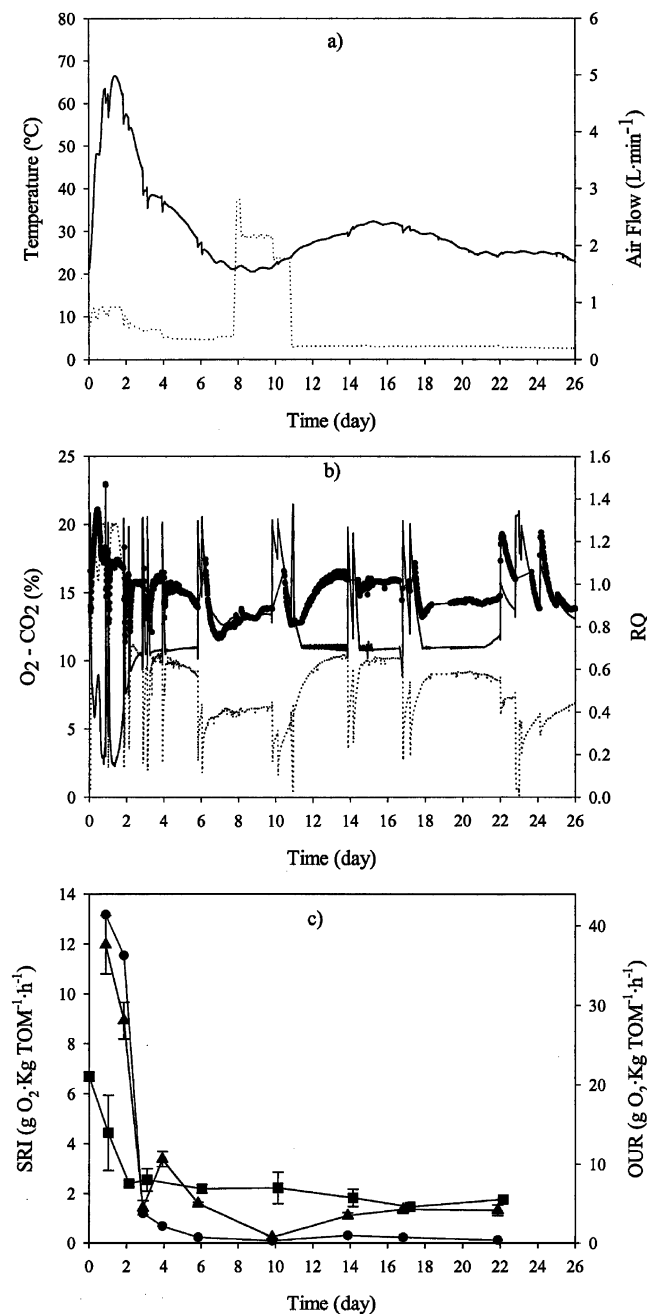 a)
Temperature (ºC)
Air Flow (L·min⁻¹)
80
70
60
50
40
30
20
10
0
6
5
4
3
2
1
0
0 2 4 6 8 10 12 14 16 18 20 22 24 26
Time (day)
b)
O₂ - CO₂ (%)
RQ
25
20
15
10
5
0
1.6
1.4
1.2
1.0
0.8
0.6
0.4
0.2
0.0
0 2 4 6 8 10 12 14 16 18 20 22 24 26
Time (day)
c)
SRI (g O₂·Kg TOM⁻¹·h⁻¹)
OUR (g O₂·Kg TOM⁻¹·h⁻¹)
14
12
10
8
6
4
2
0
40
30
20
10
0
0 2 4 6 8 10 12 14 16 18 20 22 24 26
Time (day)